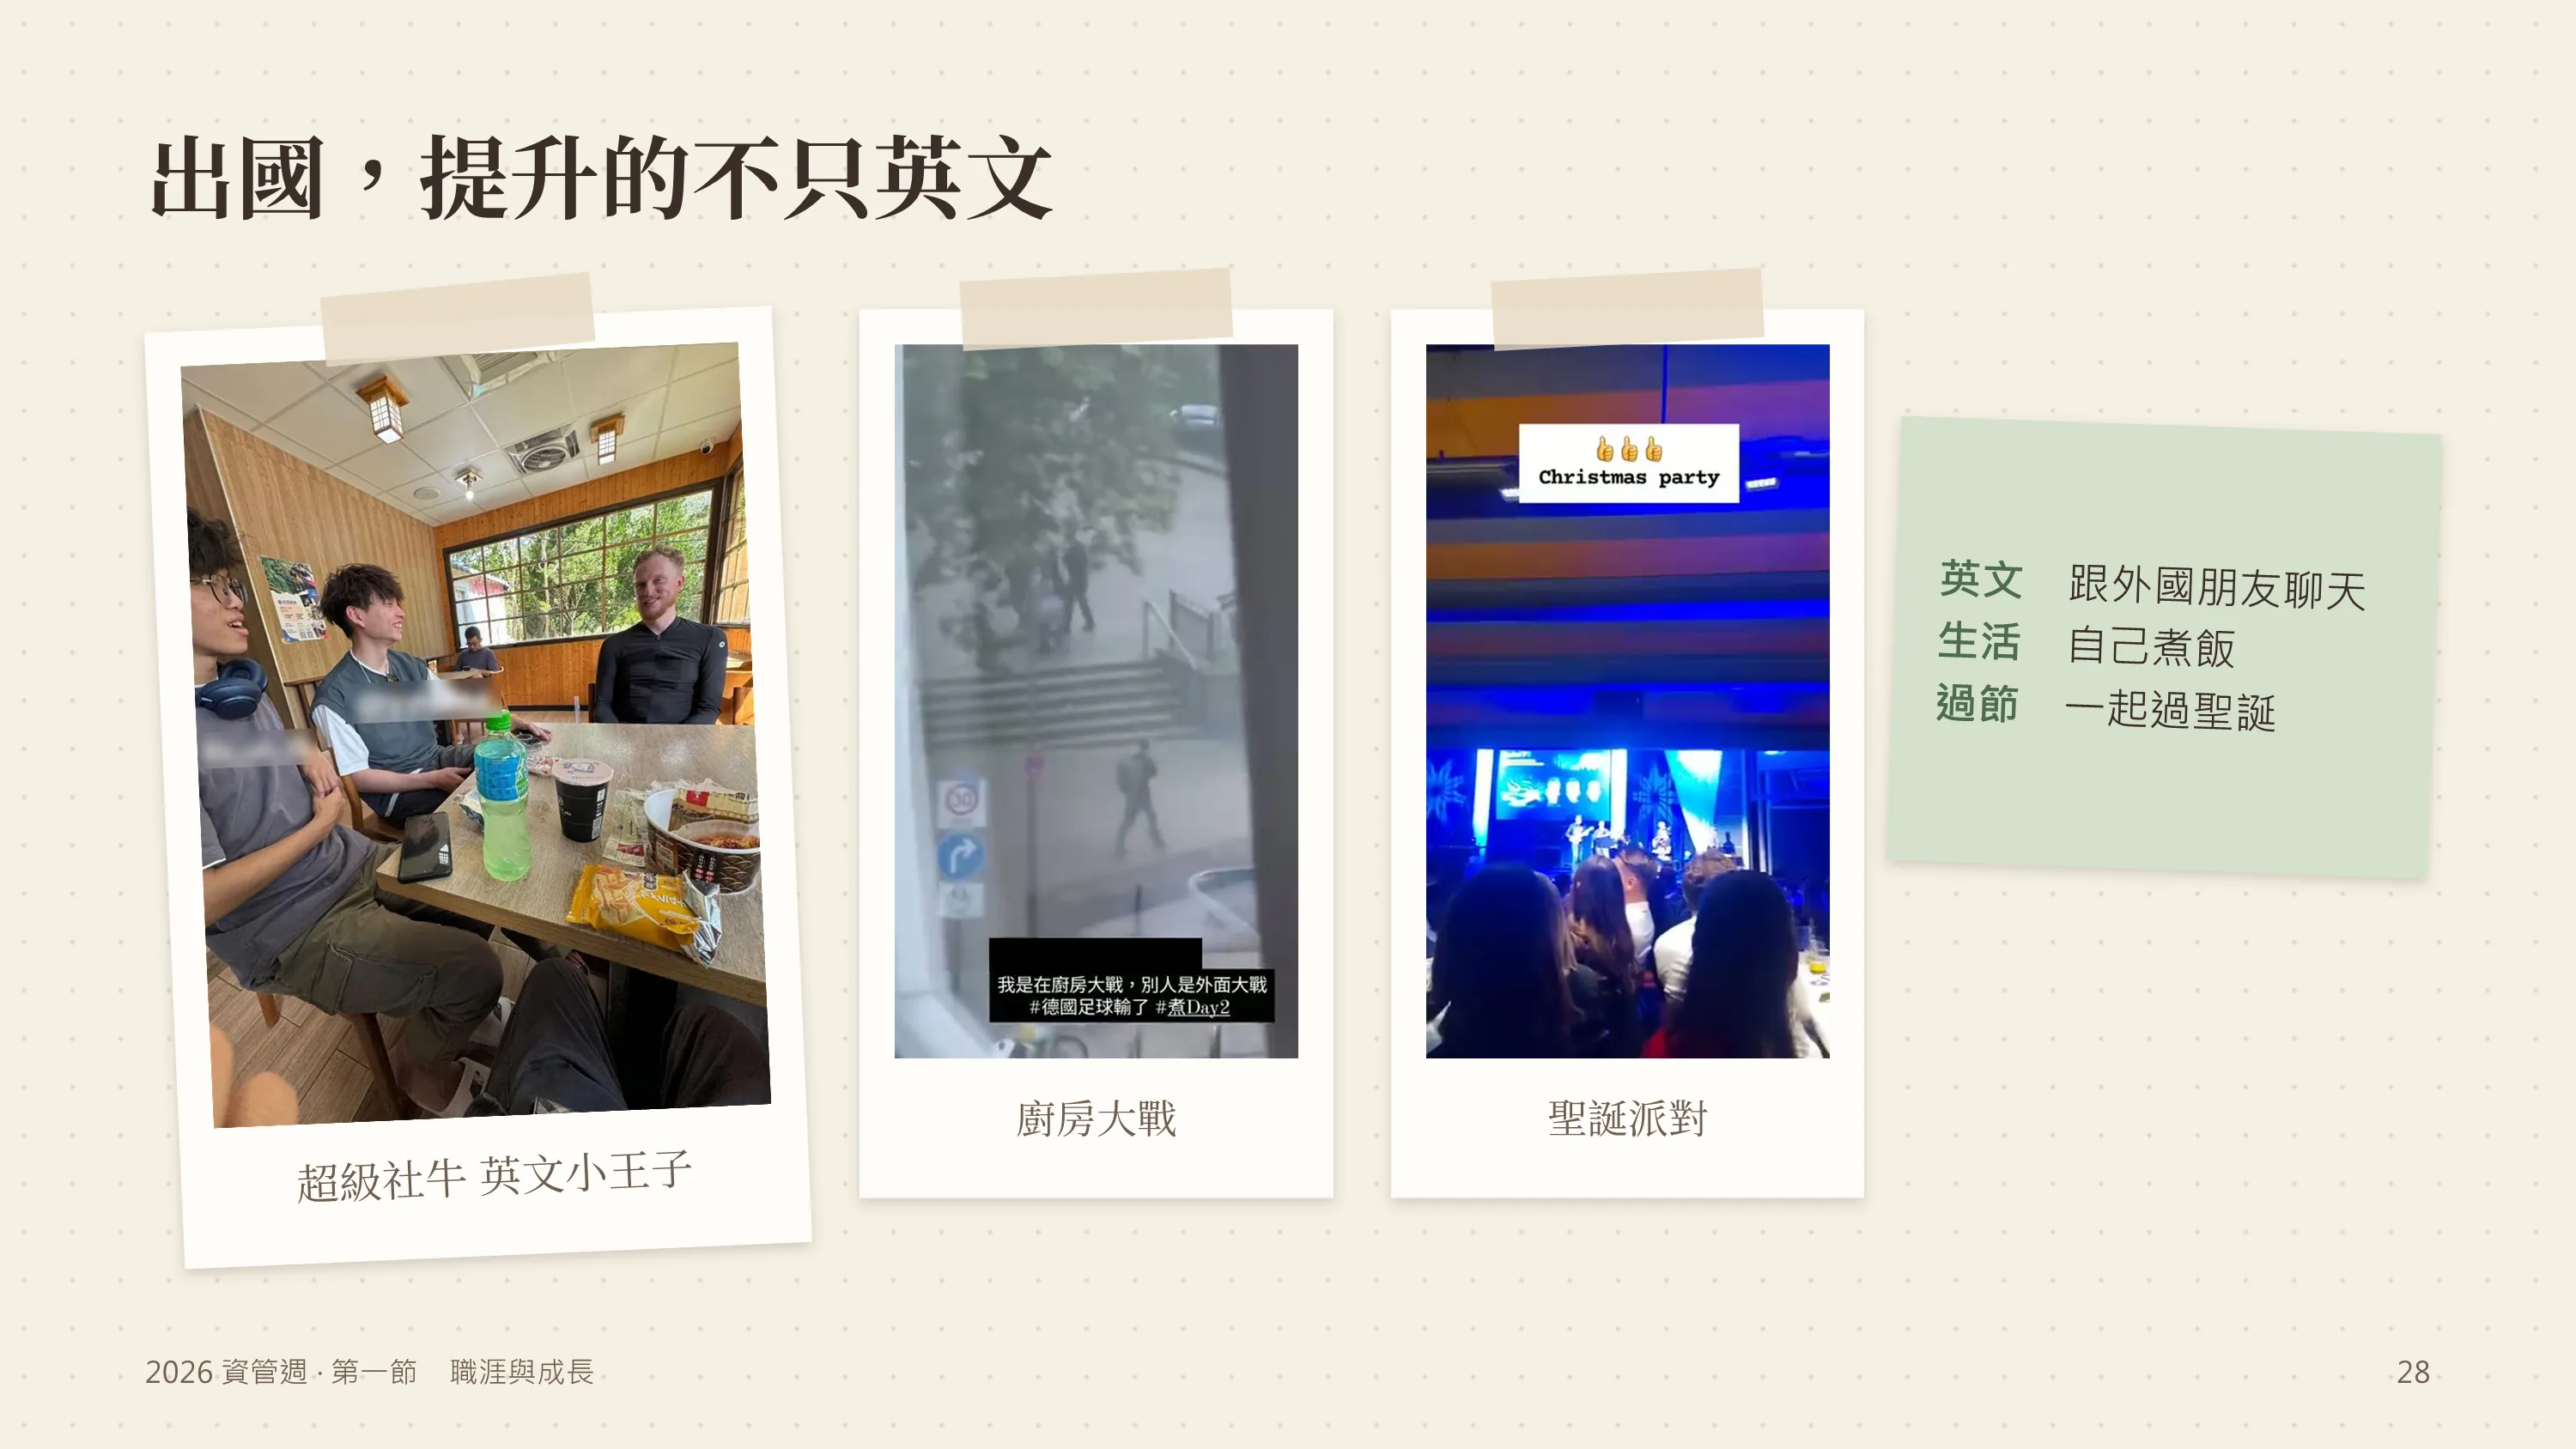 出國，提升的不只英文
超級社牛 英文小王子
我是在廚房大戰，別人是外面大戰
#德國足球輸了 #煮Day2
廚房大戰
👍👍👍
Christmas party
聖誕派對
英文 跟外國朋友聊天
生活 自己煮飯
過節 一起過聖誕
30
2026 資管週 · 第一節 職涯與成長
28